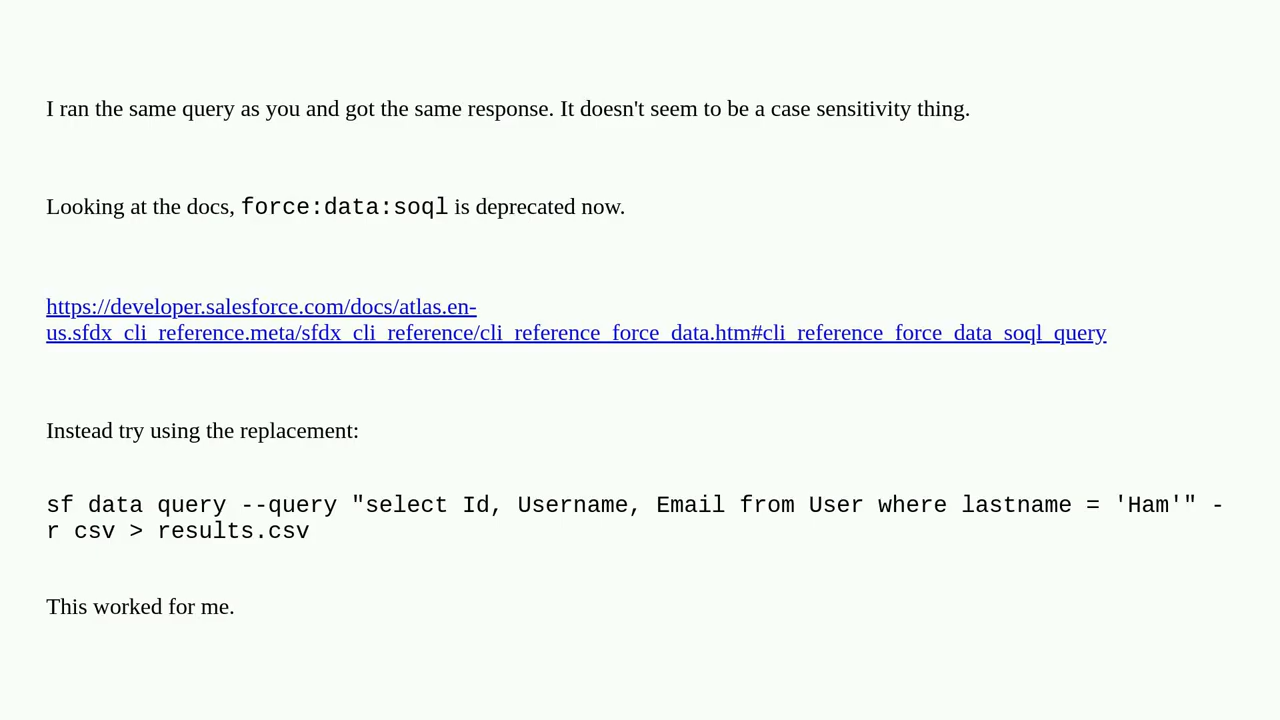 I ran the same query as you and got the same response. It doesn't seem to be a case sensitivity thing.
Looking at the docs, force:data:soql is deprecated now.
https://developer.salesforce.com/docs/atlas.en-
us.sfdx_cli_reference.meta/sfdx_cli_reference/cli_reference_force_data.htm#cli_reference_force_data_soql_query
Instead try using the replacement:
sf data query --query "select Id, Username, Email from User where lastname = 'Ham'" -
r csv > results.csv
This worked for me.